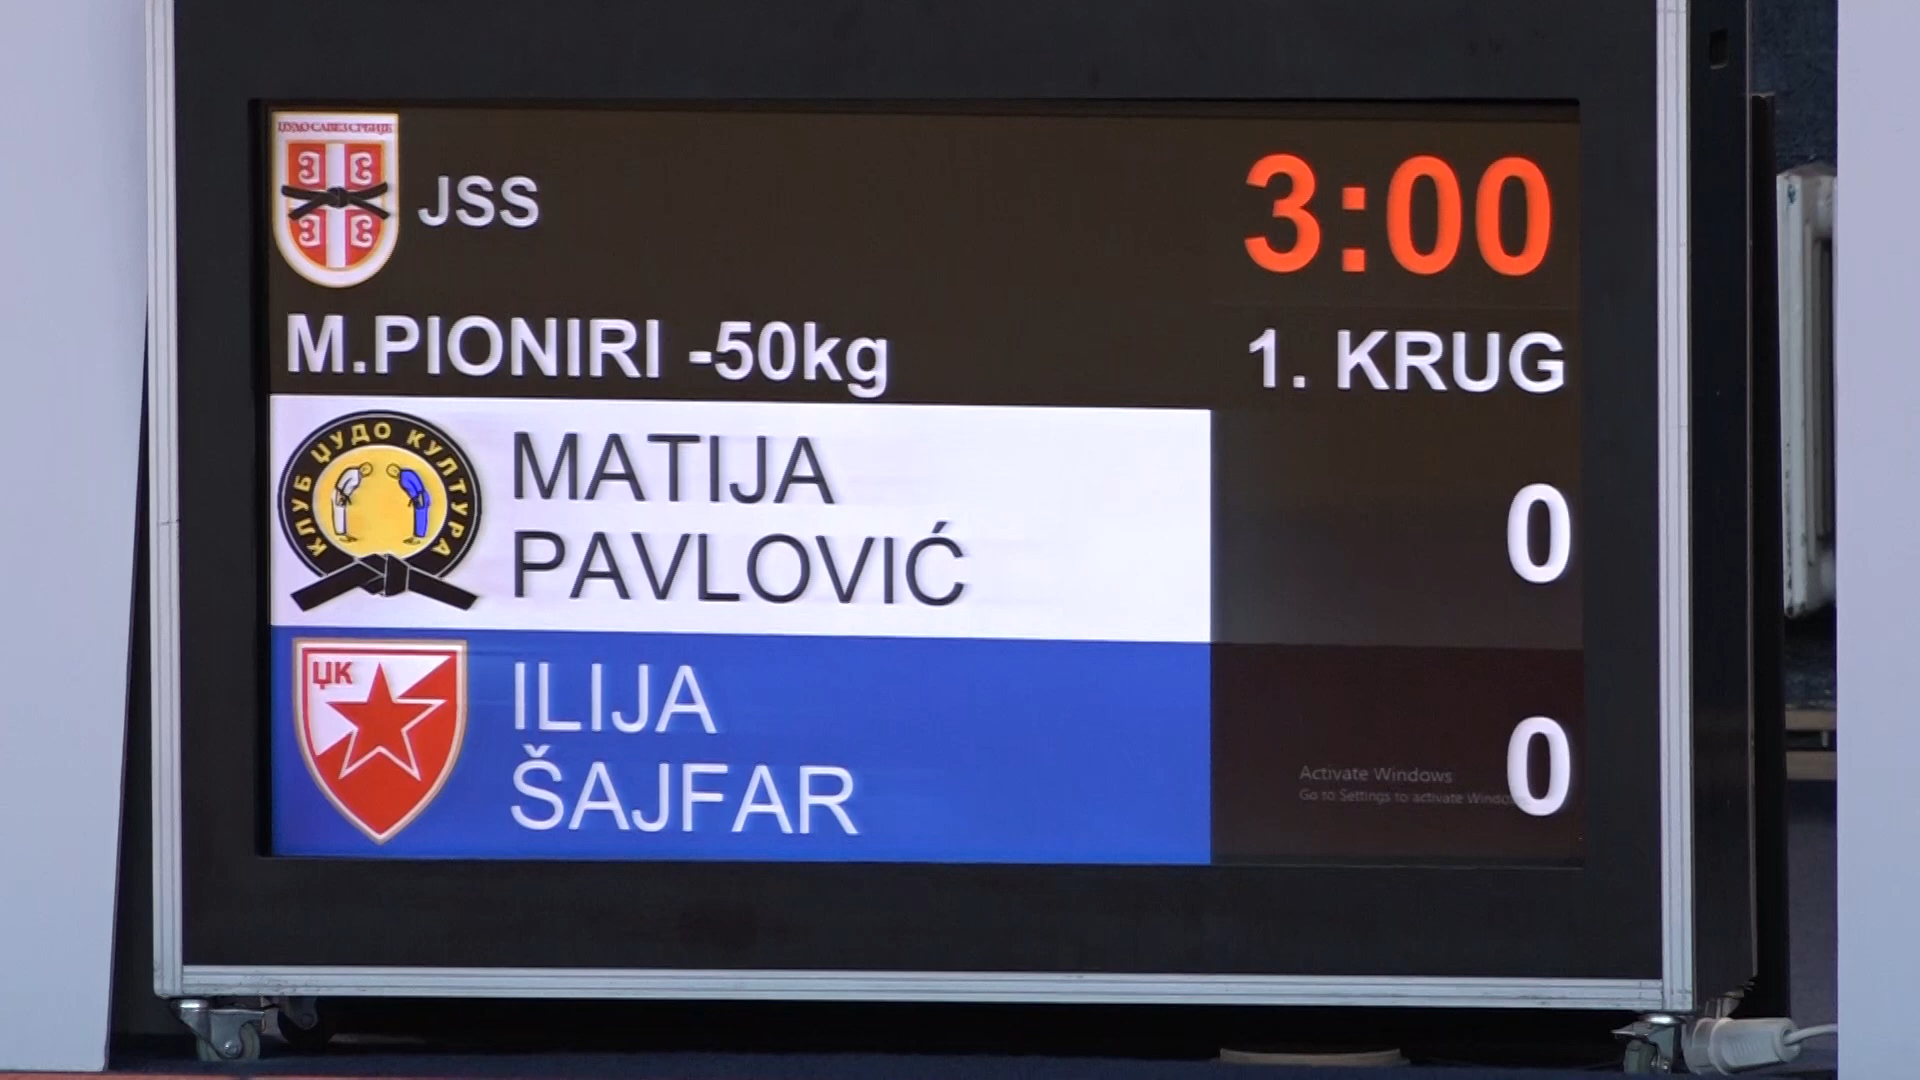 ЏУДО САВЕЗ СРБИЈЕ
JSS
3:00
M.PIONIRI -50kg
1. KRUG
КЛУБ ЏУДО КУЛТУРА
MATIJA
PAVLOVIĆ
0
ЏК
ILIJA
ŠAJFAR
0
Activate Windows
Go to Settings to activate Windows